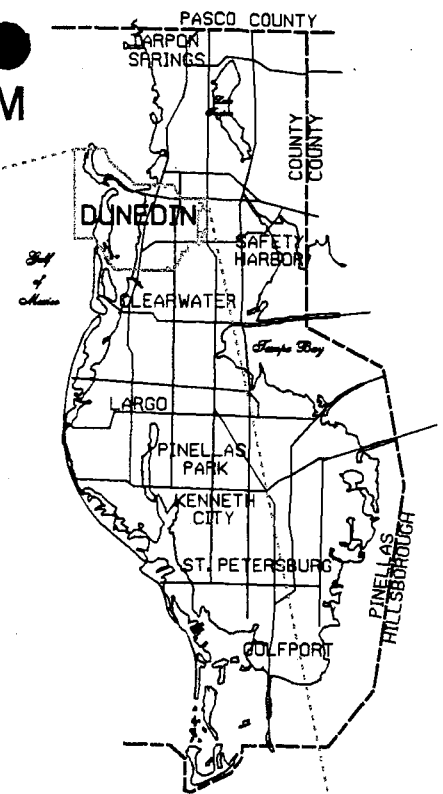 PASCO COUNTY
TARPON
SPRINGS
M
COUNTY
COUNTY
DUNEDIN
SAFETY
HARBOR
Gulf
of
Mexico
CLEARWATER
Tampa Bay
LARGO
PINELLAS
PARK
KENNETH
CITY
ST. PETERSBURG
PINELLAS
HILLSBOROUGH
GULFPORT